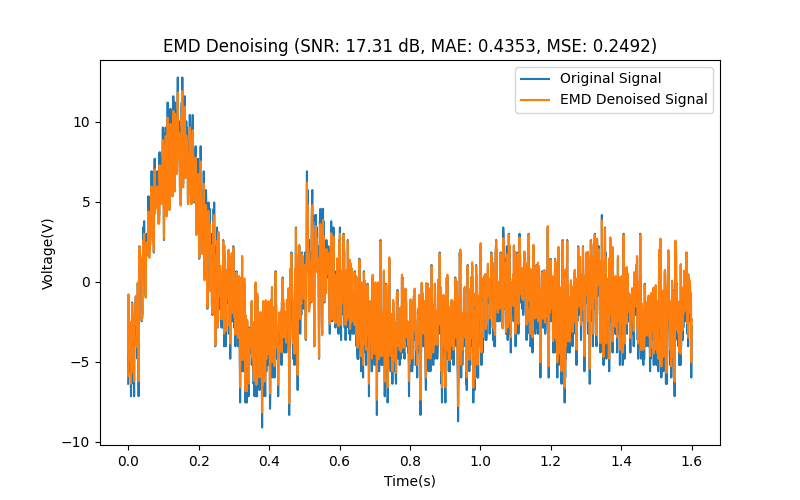 EMD Denoising (SNR: 17.31 dB, MAE: 0.4353, MSE: 0.2492)
Original Signal
EMD Denoised Signal
10
5
0
−5
−10
Voltage(V)
0.0 0.2 0.4 0.6 0.8 1.0 1.2 1.4 1.6
Time(s)